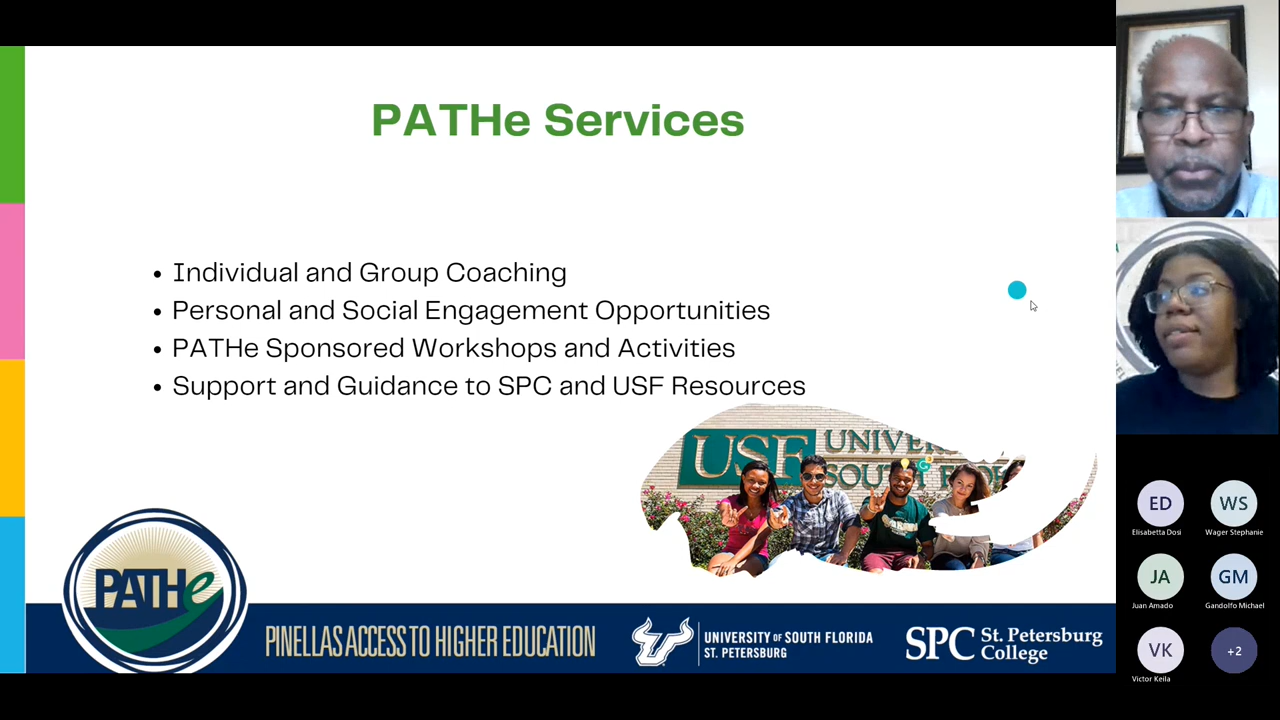 PATHe Services
• Individual and Group Coaching
• Personal and Social Engagement Opportunities
• PATHe Sponsored Workshops and Activities
• Support and Guidance to SPC and USF Resources
USF
PATHe
PINELLAS ACCESS TO HIGHER EDUCATION
UNIVERSITY of SOUTH FLORIDA
ST. PETERSBURG
SPC St. Petersburg
College
ED
WS
Elisabetta Dosi
Wager Stephanie
JA
GM
Juan Amado
Gandolfo Michael
VK
+2
Victor Keila